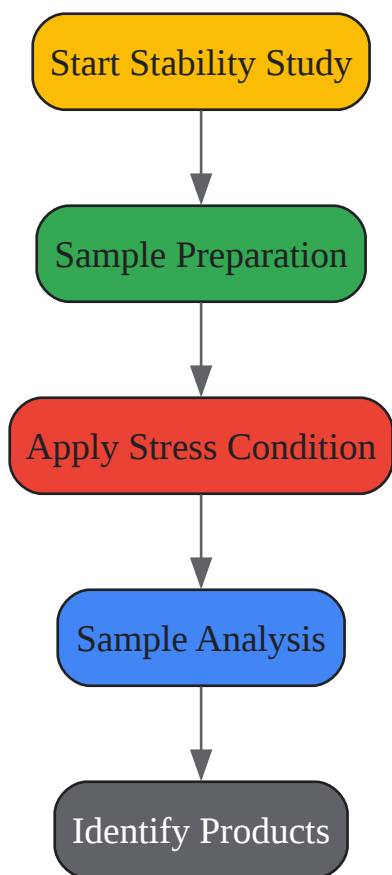 Start Stability Study
Sample Preparation
Apply Stress Condition
Sample Analysis
Identify Products